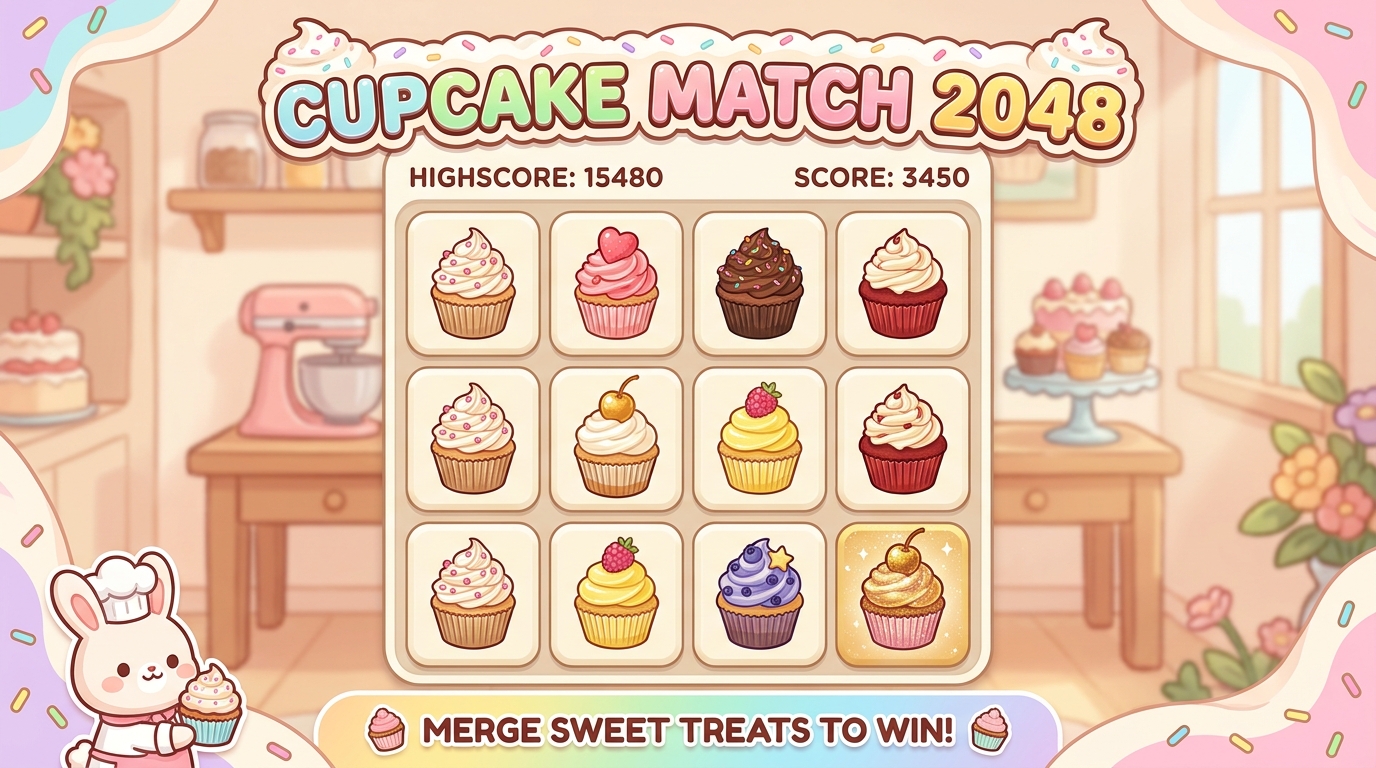 CUPCAKE MATCH 2048
HIGHSCORE: 15480 SCORE: 3450
MERGE SWEET TREATS TO WIN!